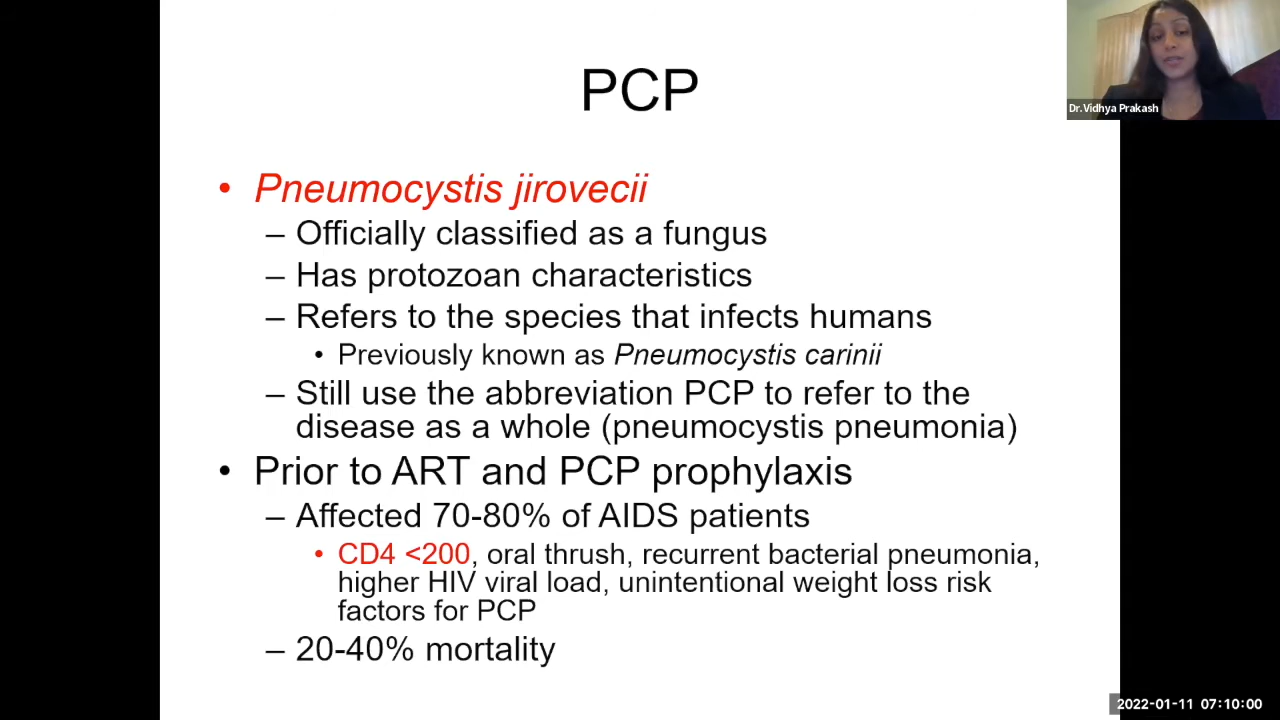 PCP
Dr.Vidhya Prakash
• Pneumocystis jirovecii
– Officially classified as a fungus
– Has protozoan characteristics
– Refers to the species that infects humans
• Previously known as Pneumocystis carinii
– Still use the abbreviation PCP to refer to the
disease as a whole (pneumocystis pneumonia)
• Prior to ART and PCP prophylaxis
– Affected 70-80% of AIDS patients
• CD4 <200, oral thrush, recurrent bacterial pneumonia,
higher HIV viral load, unintentional weight loss risk
factors for PCP
– 20-40% mortality
2022-01-11 07:10:00